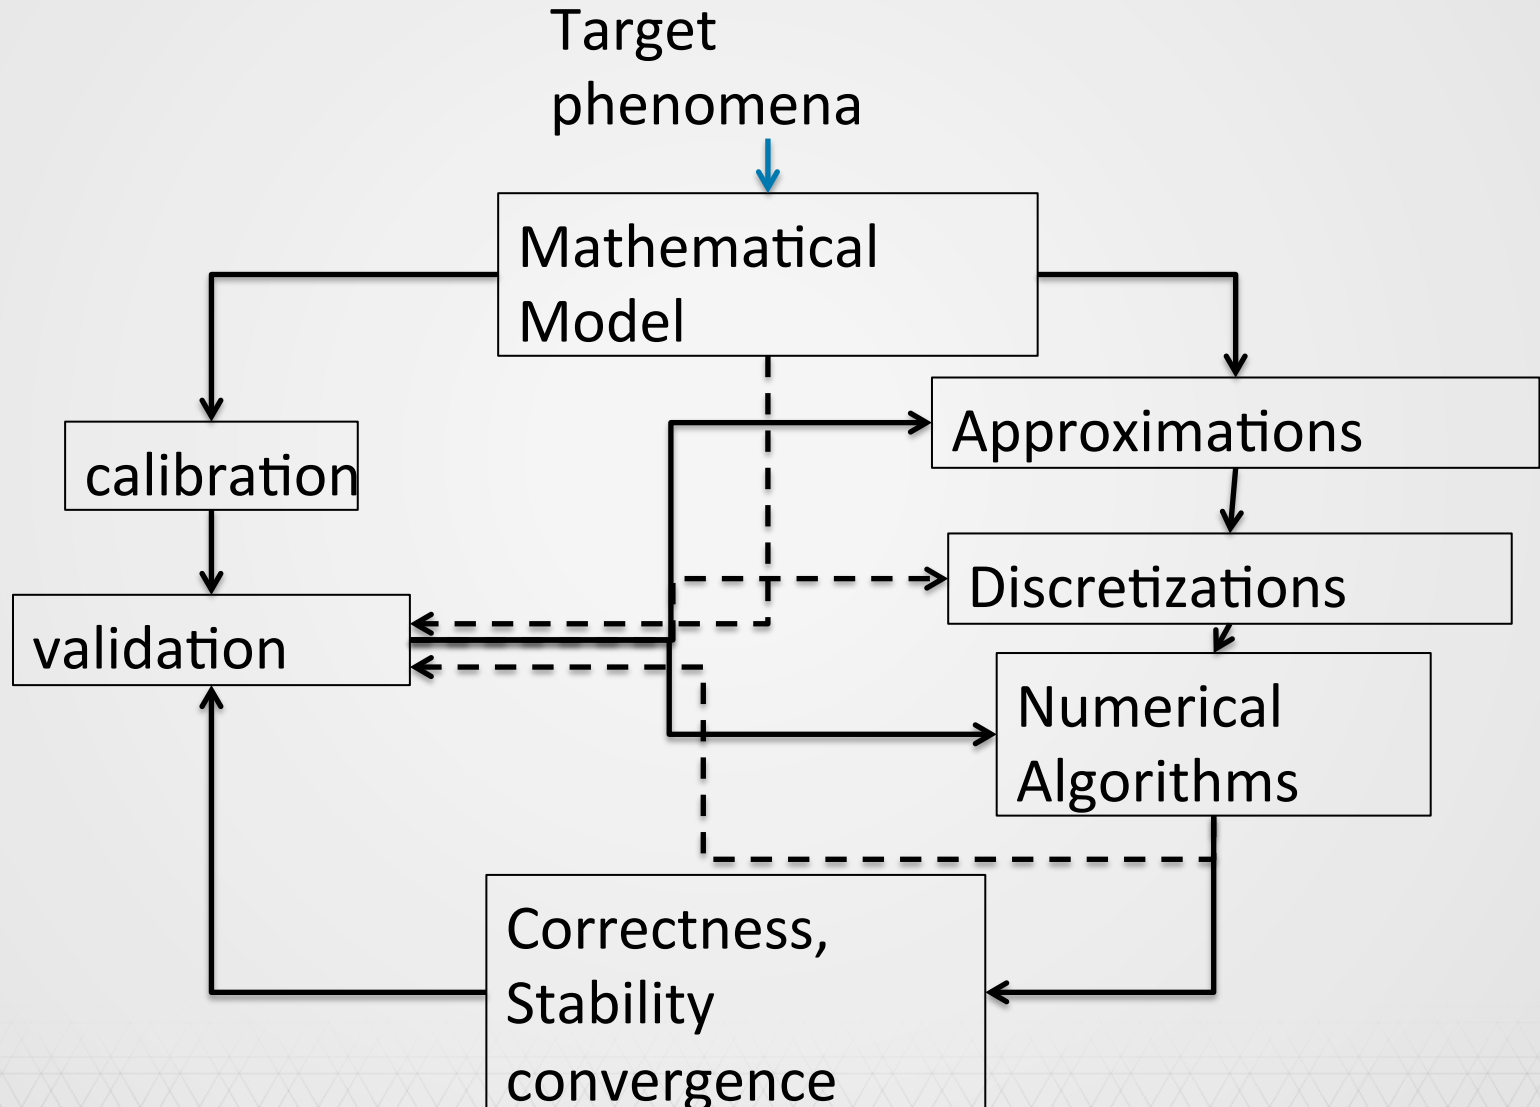 Target
phenomena
Mathematical
Model
Approximations
calibration
Discretizations
validation
Numerical
Algorithms
Correctness,
Stability
convergence